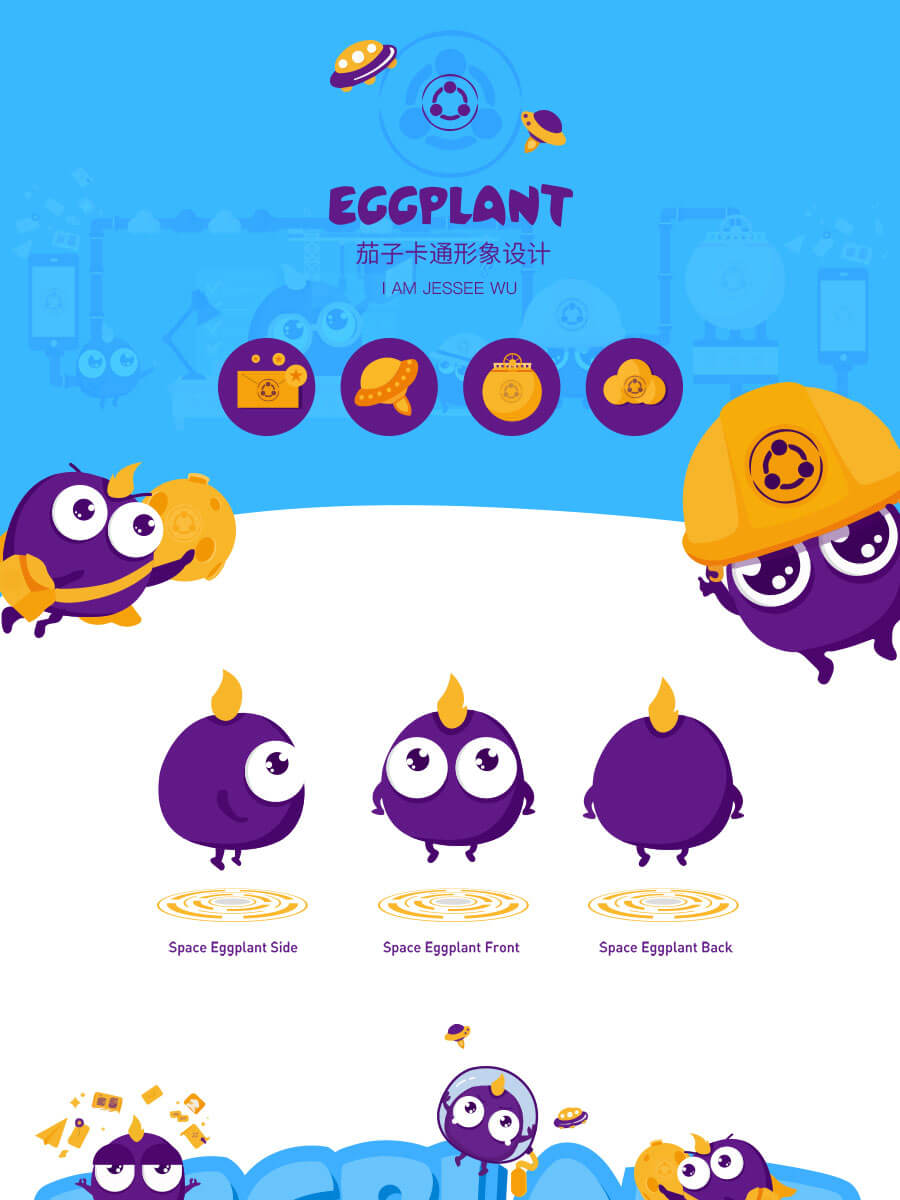 EGGPLANT
茄子卡通形象设计
I AM JESSEE WU
Space Eggplant Side
Space Eggplant Front
Space Eggplant Back